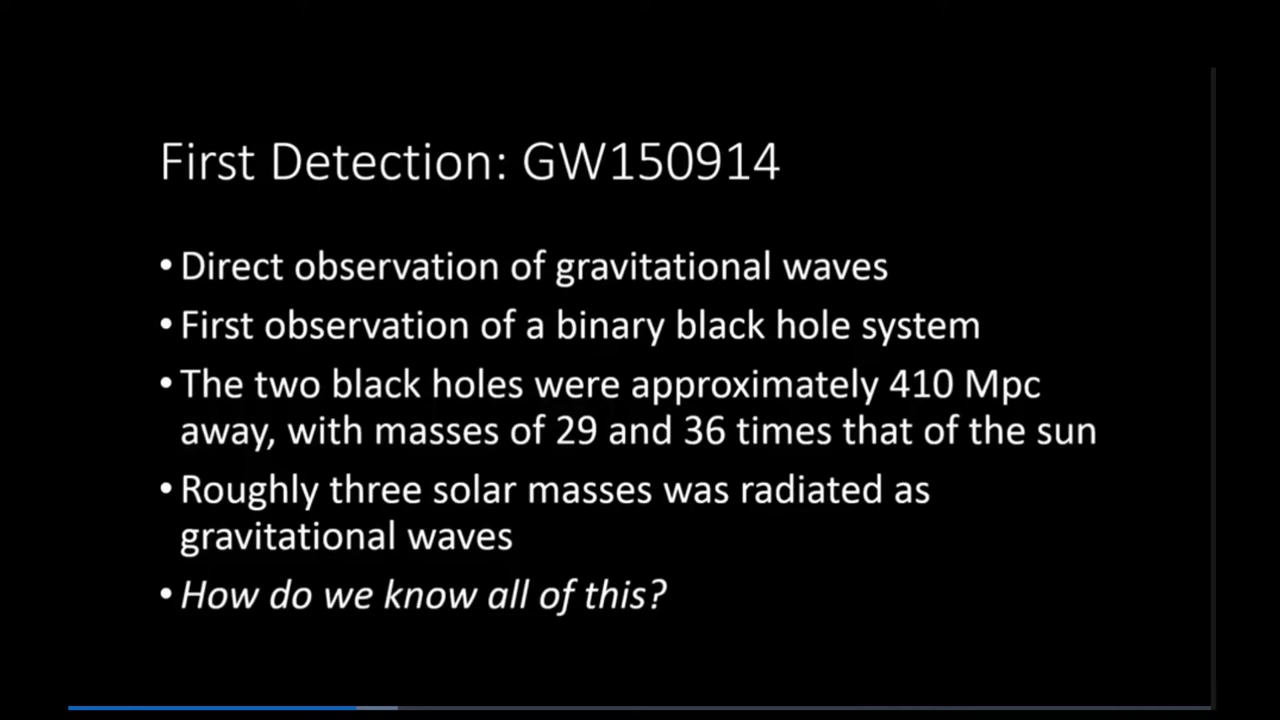 First Detection: GW150914
• Direct observation of gravitational waves
• First observation of a binary black hole system
• The two black holes were approximately 410 Mpc
away, with masses of 29 and 36 times that of the sun
• Roughly three solar masses was radiated as
gravitational waves
• How do we know all of this?